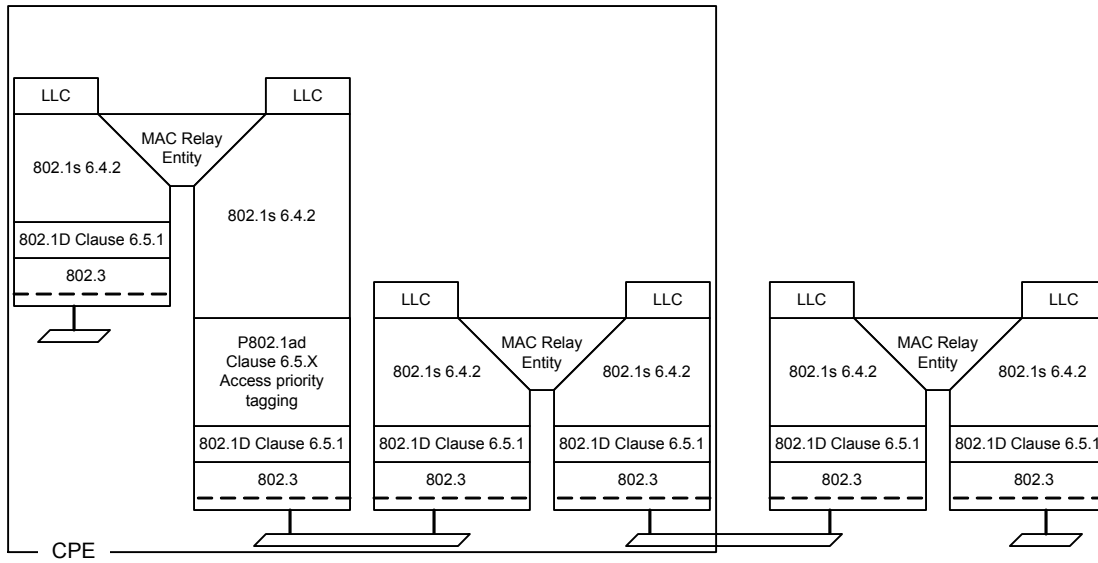 LLC
LLC
MAC Relay
Entity
802.1s 6.4.2
802.1s 6.4.2
802.1D Clause 6.5.1
802.3
P802.1ad
Clause 6.5.X
Access priority
tagging
802.1D Clause 6.5.1
802.3
LLC
LLC
MAC Relay
Entity
802.1s 6.4.2
802.1s 6.4.2
802.1D Clause 6.5.1
802.1D Clause 6.5.1
802.3
802.3
LLC
LLC
MAC Relay
Entity
802.1s 6.4.2
802.1s 6.4.2
802.1D Clause 6.5.1
802.1D Clause 6.5.1
802.3
802.3
CPE